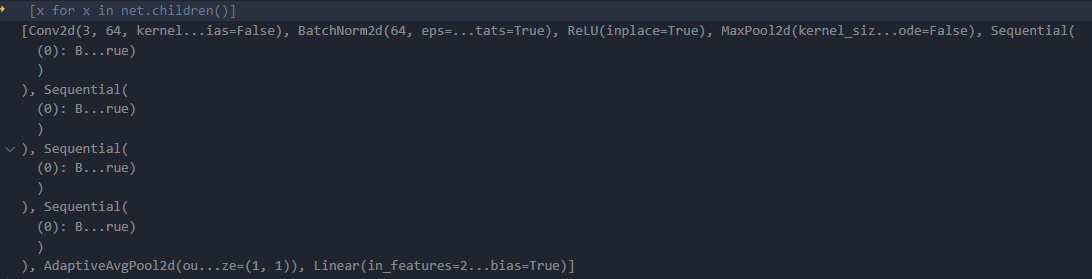 [x for x in net.children()]
[Conv2d(3, 64, kernel...ias=False), BatchNorm2d(64, eps=...tats=True), ReLU(inplace=True), MaxPool2d(kernel_siz...ode=False), Sequential(
(0): B...rue)
)
), Sequential(
(0): B...rue)
)
), Sequential(
(0): B...rue)
)
), Sequential(
(0): B...rue)
)
), AdaptiveAvgPool2d(ou...ze=(1, 1)), Linear(in_features=2...bias=True)]